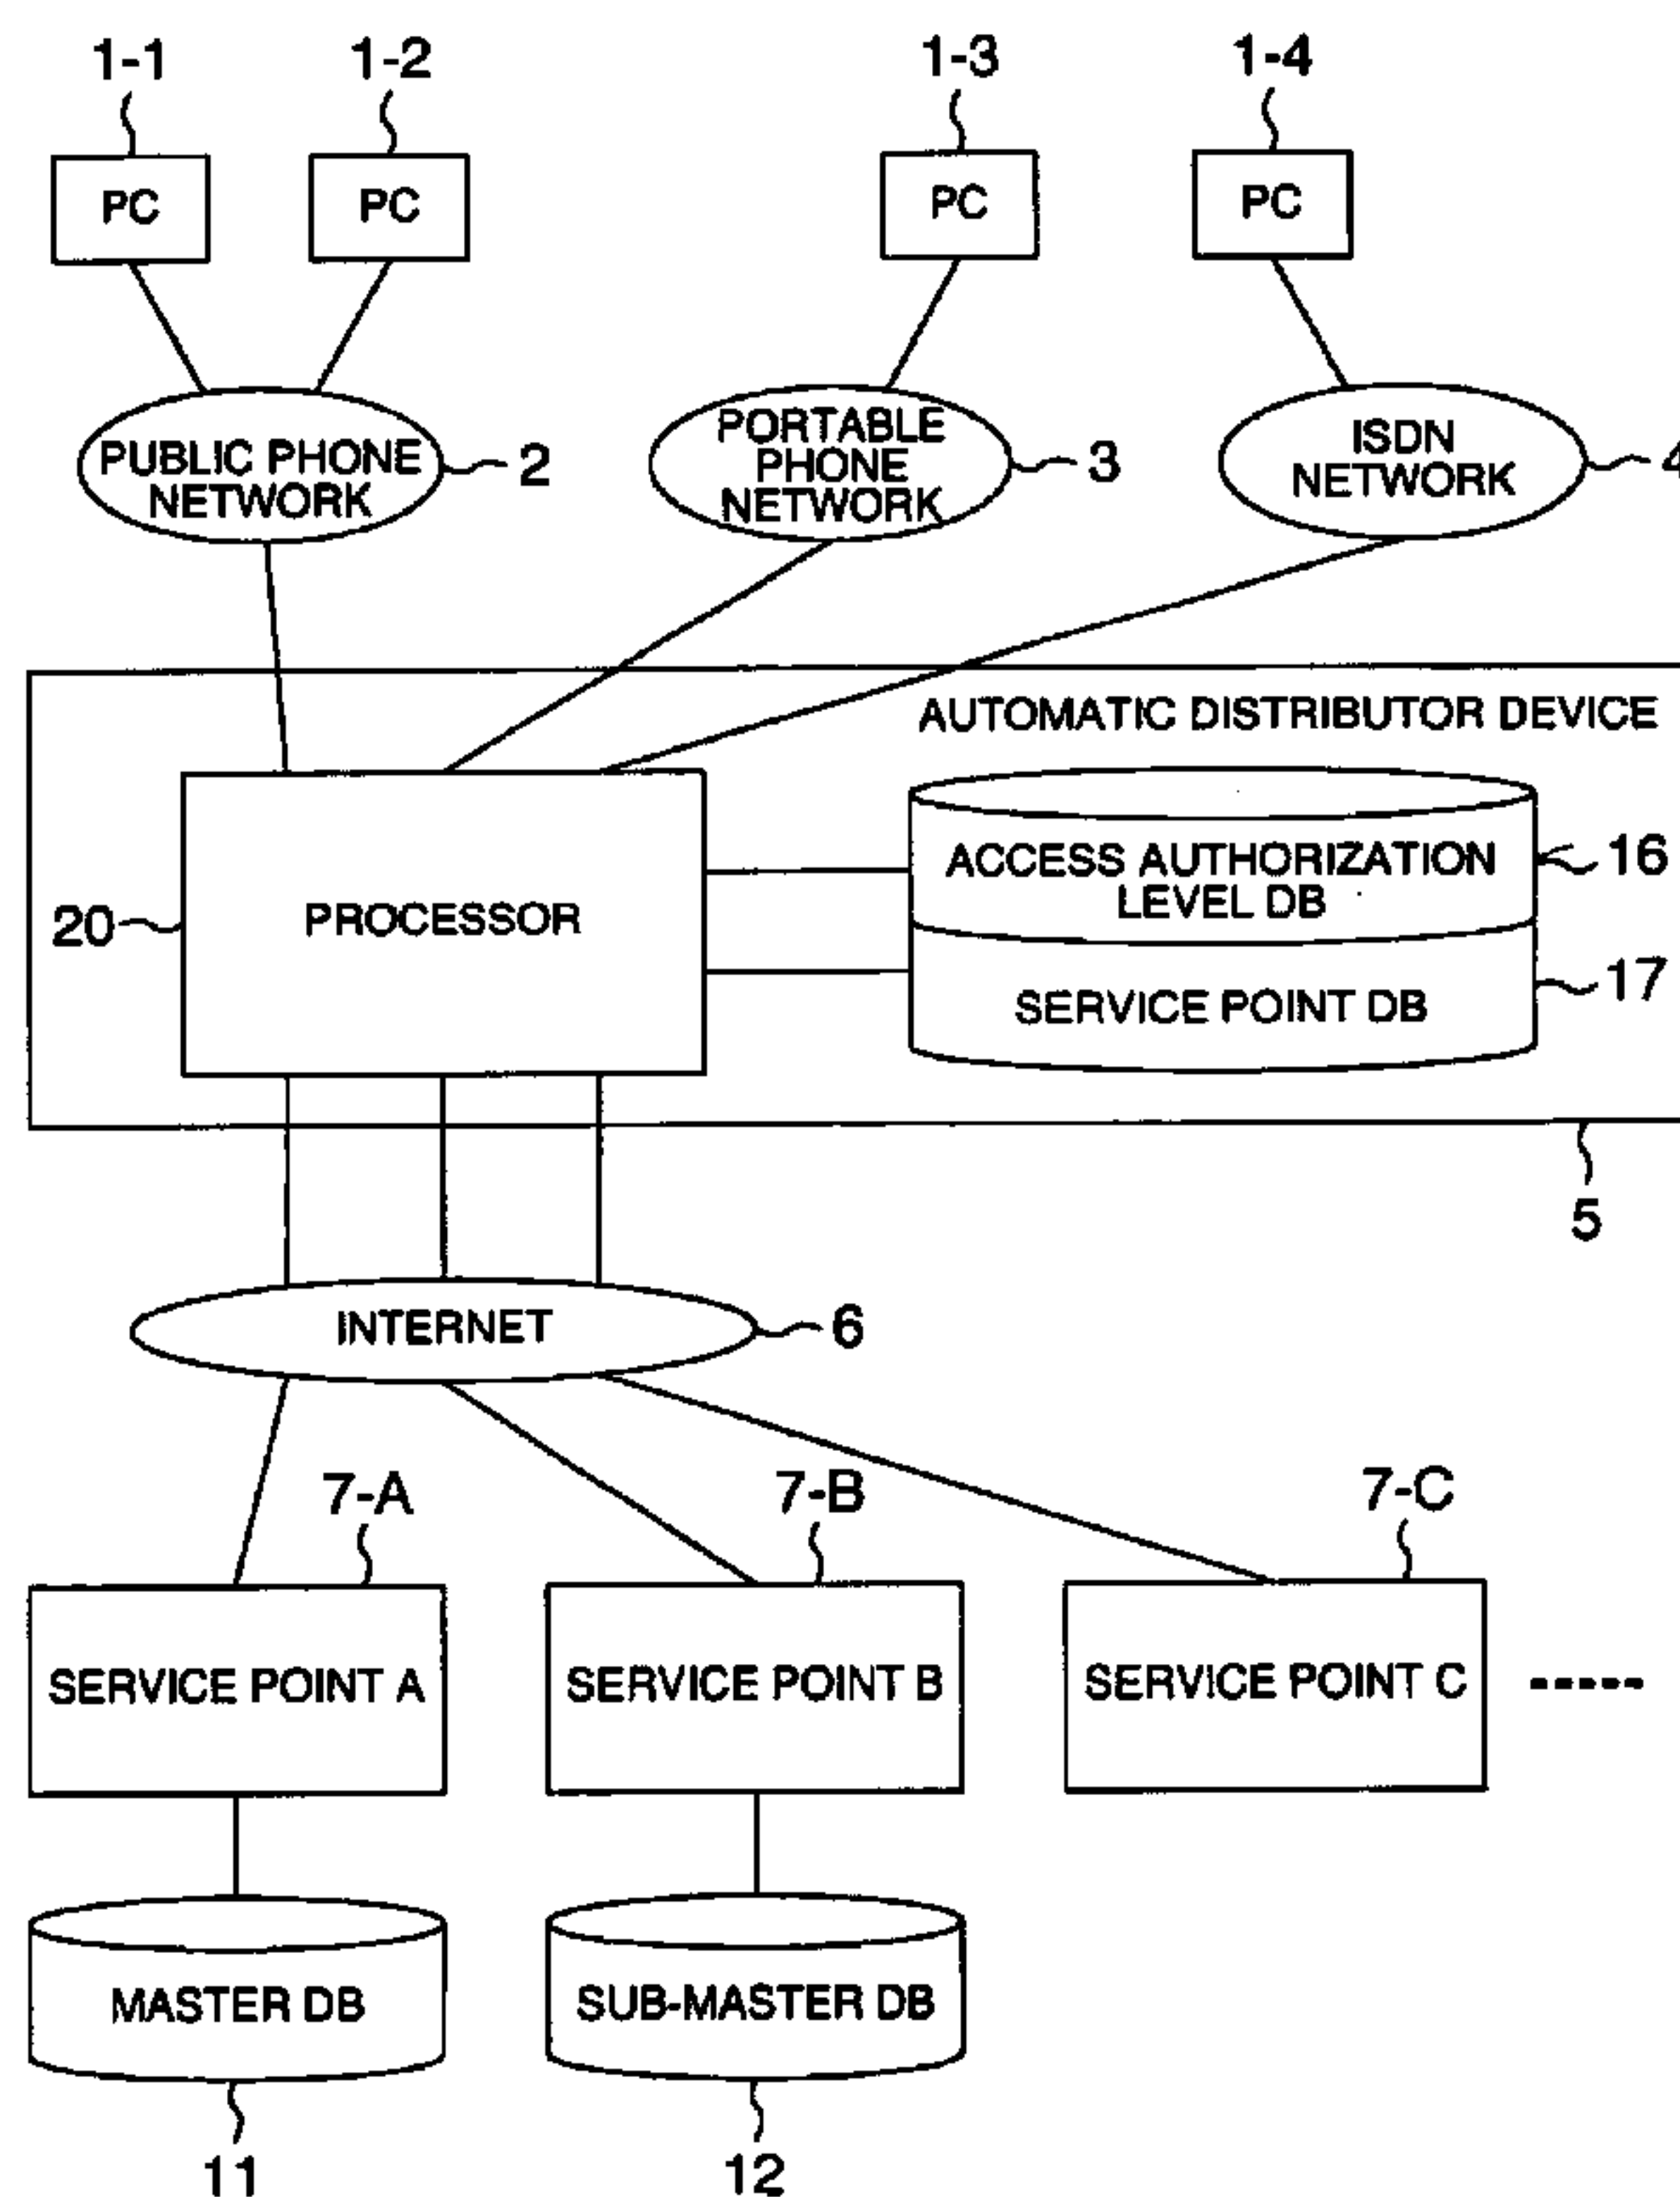 1-1
1-2
1-3
1-4
PC
PC
PC
PC
PUBLIC PHONE
NETWORK
2
PORTABLE
PHONE
NETWORK
3
ISDN
NETWORK
4
AUTOMATIC DISTRIBUTOR DEVICE
20
PROCESSOR
ACCESS AUTHORIZATION
LEVEL DB
16
SERVICE POINT DB
17
5
INTERNET
6
7-A
7-B
7-C
SERVICE POINT A
SERVICE POINT B
SERVICE POINT C
MASTER DB
SUB-MASTER DB
11
12